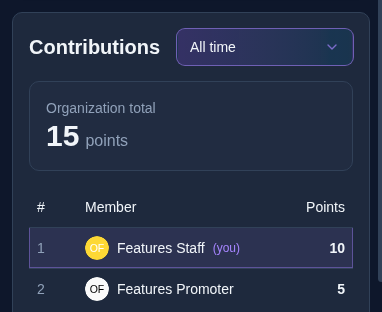 Contributions
All time
Organization total
15 points
# Member Points
1 OF Features Staff (you) 10
2 OF Features Promoter 5